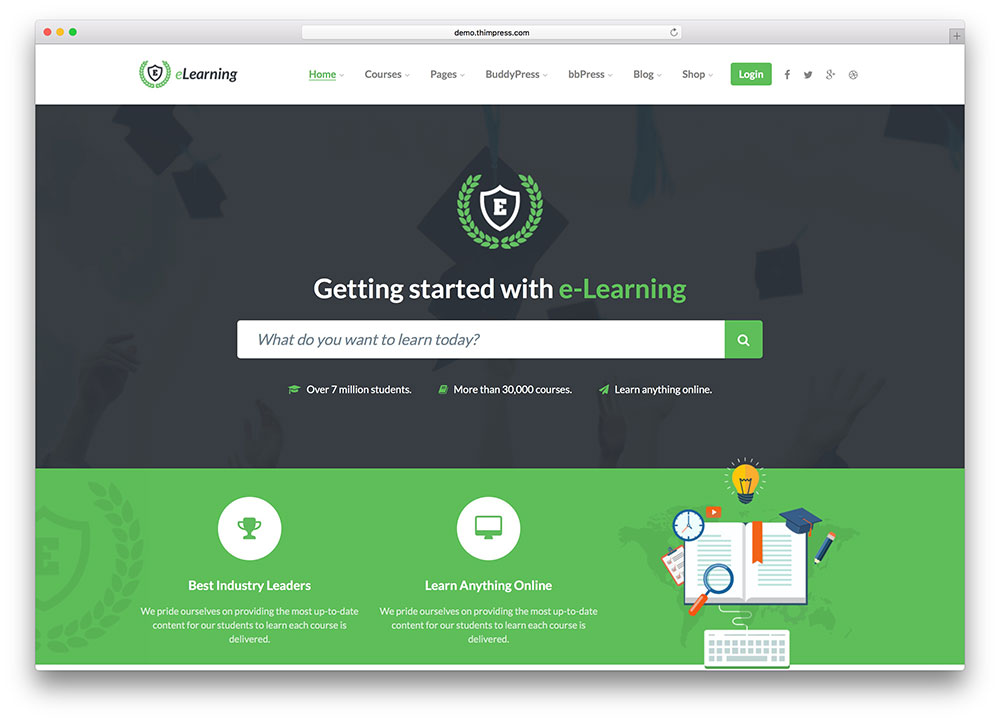 demo.thimpress.com
E
eLearning
Home
Courses
Pages
BuddyPress
bbPress
Blog
Shop
Login
E
Getting started with e-Learning
What do you want to learn today?
Over 7 million students.
More than 30,000 courses.
Learn anything online.
E
Best Industry Leaders
We pride ourselves on providing the most up-to-date
content for our students to learn each course is
delivered.
Learn Anything Online
We pride ourselves on providing the most up-to-date
content for our students to learn each course is
delivered.